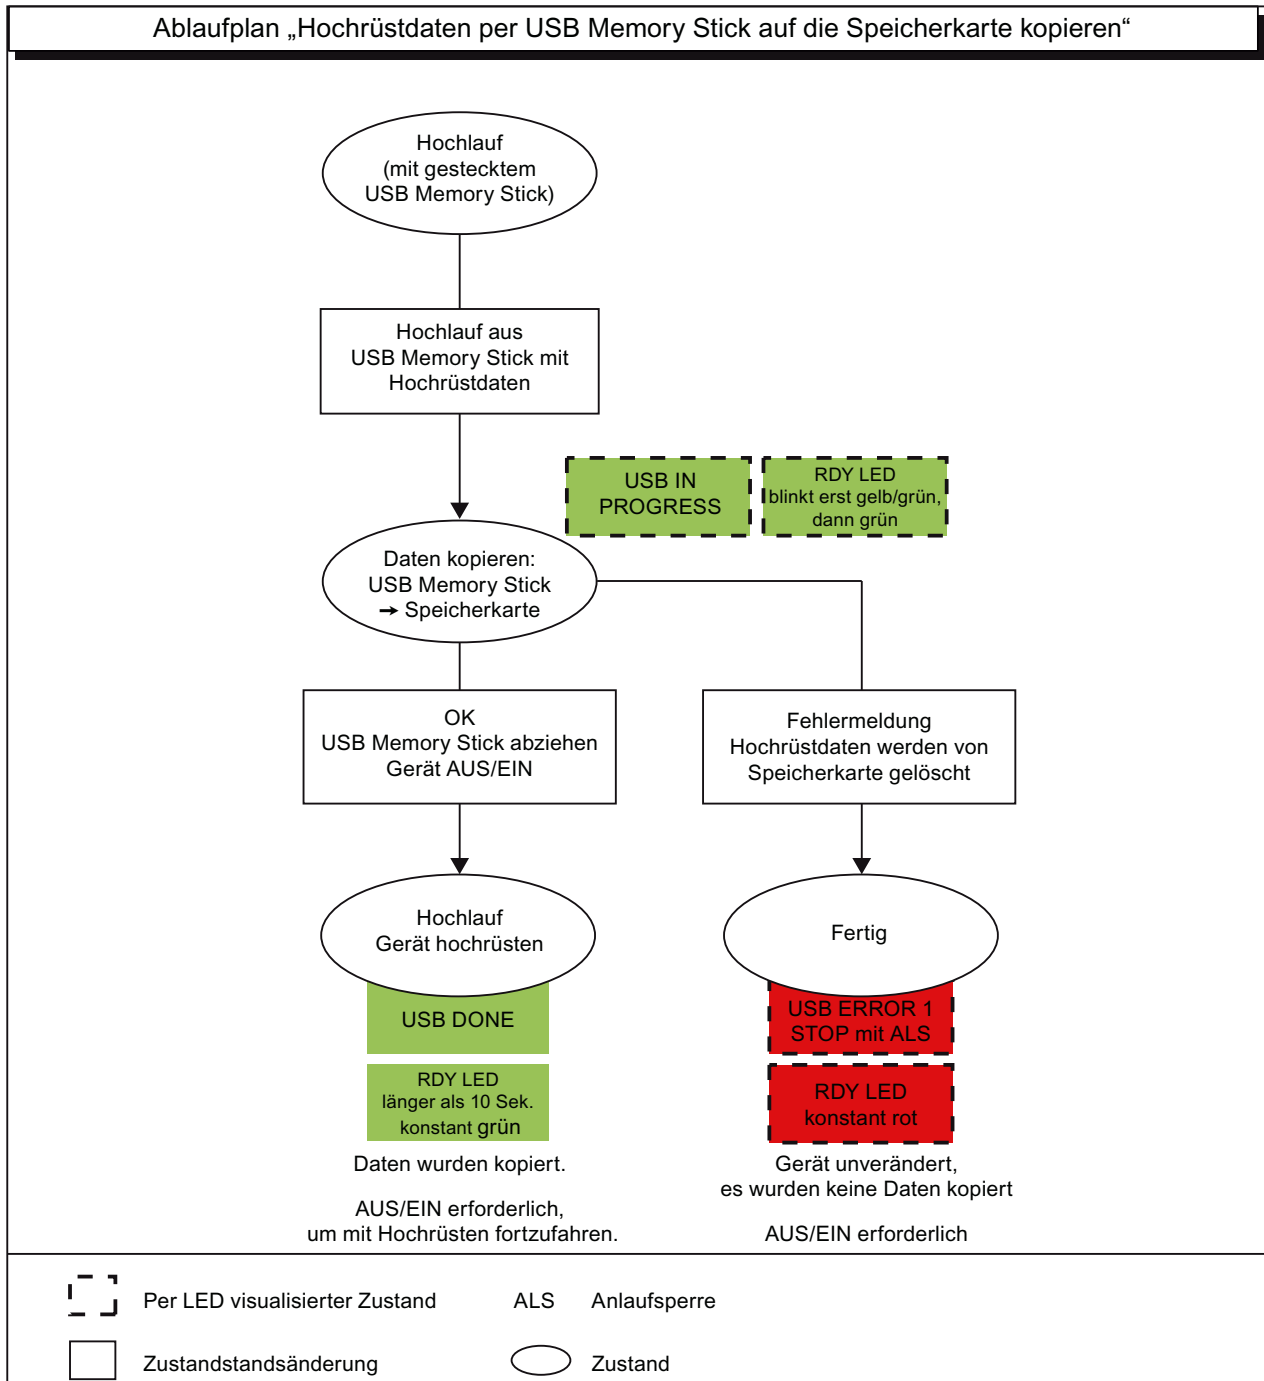 Ablaufplan „Hochrüstdaten per USB Memory Stick auf die Speicherkarte kopieren“
Hochlauf
(mit gestecktem
USB Memory Stick)
Hochlauf aus
USB Memory Stick mit
Hochrüstdaten
USB IN
PROGRESS
RDY LED
blinkt erst gelb/grün,
dann grün
Daten kopieren:
USB Memory Stick
→ Speicherkarte
OK
USB Memory Stick abziehen
Gerät AUS/EIN
Fehlermeldung
Hochrüstdaten werden von
Speicherkarte gelöscht
Hochlauf
Gerät hochrüsten
Fertig
USB DONE
RDY LED
länger als 10 Sek.
konstant grün
USB ERROR 1
STOP mit ALS
RDY LED
konstant rot
Daten wurden kopiert.
AUS/EIN erforderlich,
um mit Hochrüsten fortzufahren.
Gerät unverändert,
es wurden keine Daten kopiert
AUS/EIN erforderlich
Per LED visualisierter Zustand
ALS Anlaufsperre
Zustandstandsänderung
Zustand